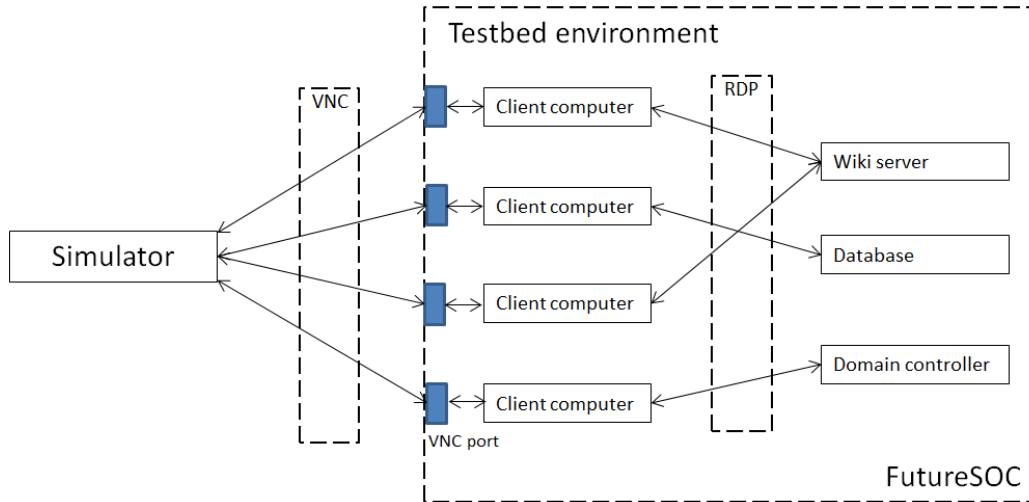 Testbed environment
VNC
RDP
Client computer
Wiki server
Client computer
Simulator
Database
Client computer
Domain controller
Client computer
VNC port
FutureSOC